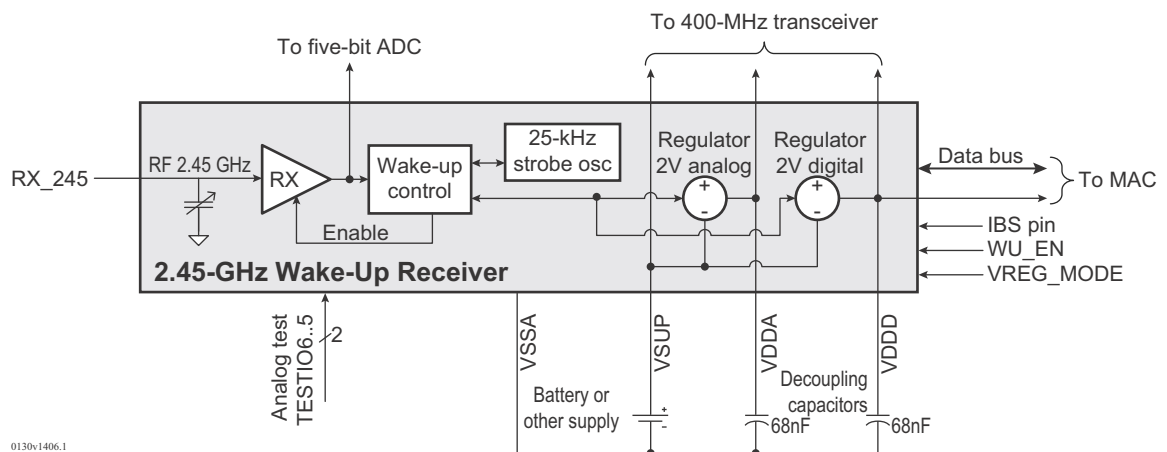 To 400-MHz transceiver
To five-bit ADC
RX_245
RF 2.45 GHz
RX
Wake-up
control
25-kHz
strobe osc
Regulator
2V analog
Regulator
2V digital
+
-
+
-
Data bus
To MAC
Enable
IBS pin
WU_EN
VREG_MODE
2.45-GHz Wake-Up Receiver
Analog test
TESTIO6..5
2
VSSA
VSUP
VDDA
VDDD
Battery or
other supply
+
-
68nF
Decoupling
capacitors
68nF
0130v1406.1